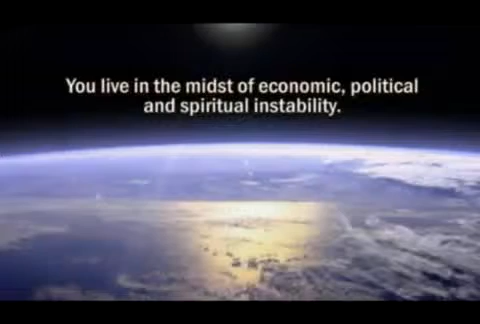 You live in the midst of economic, political
and spiritual instability.